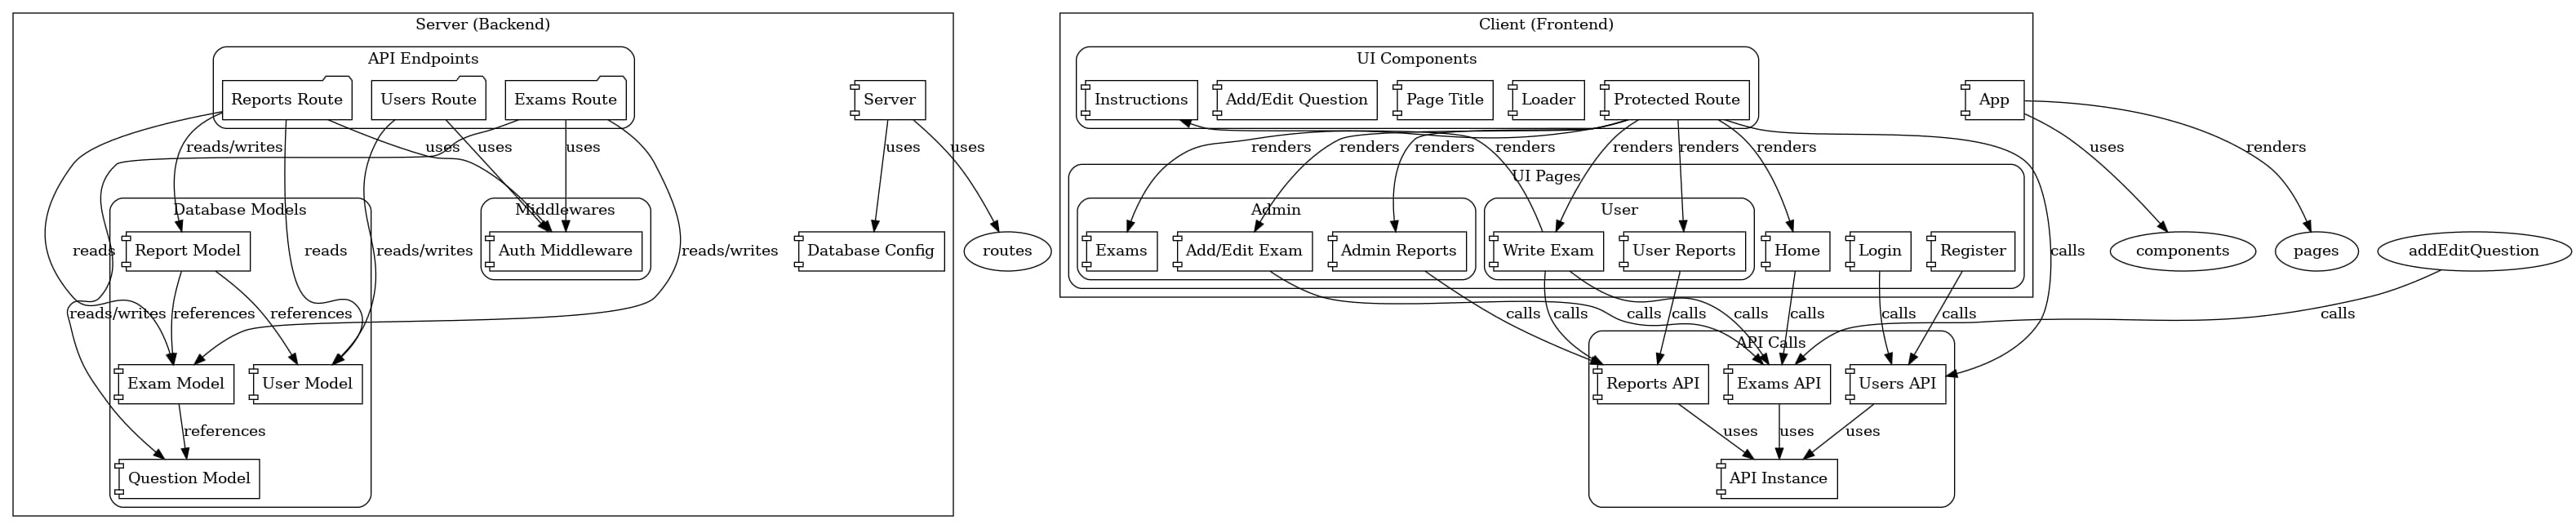 Server (Backend)
API Endpoints
Reports Route
Users Route
Exams Route
Server
reads/writes
uses
uses
uses
uses
uses
Database Models
Middlewares
Report Model
reads
reads
reads/writes
Auth Middleware
reads/writes
Database Config
routes
reads/writes
references
references
Exam Model
User Model
references
Question Model
Client (Frontend)
UI Components
Instructions
Add/Edit Question
Page Title
Loader
Protected Route
App
renders
renders
renders
renders
renders
renders
renders
uses
renders
UI Pages
Admin
User
Exams
Add/Edit Exam
Admin Reports
Write Exam
User Reports
Home
Login
Register
calls
components
pages
addEditQuestion
calls
calls
calls
calls
calls
calls
calls
calls
calls
API Calls
Reports API
Exams API
Users API
uses
uses
uses
API Instance